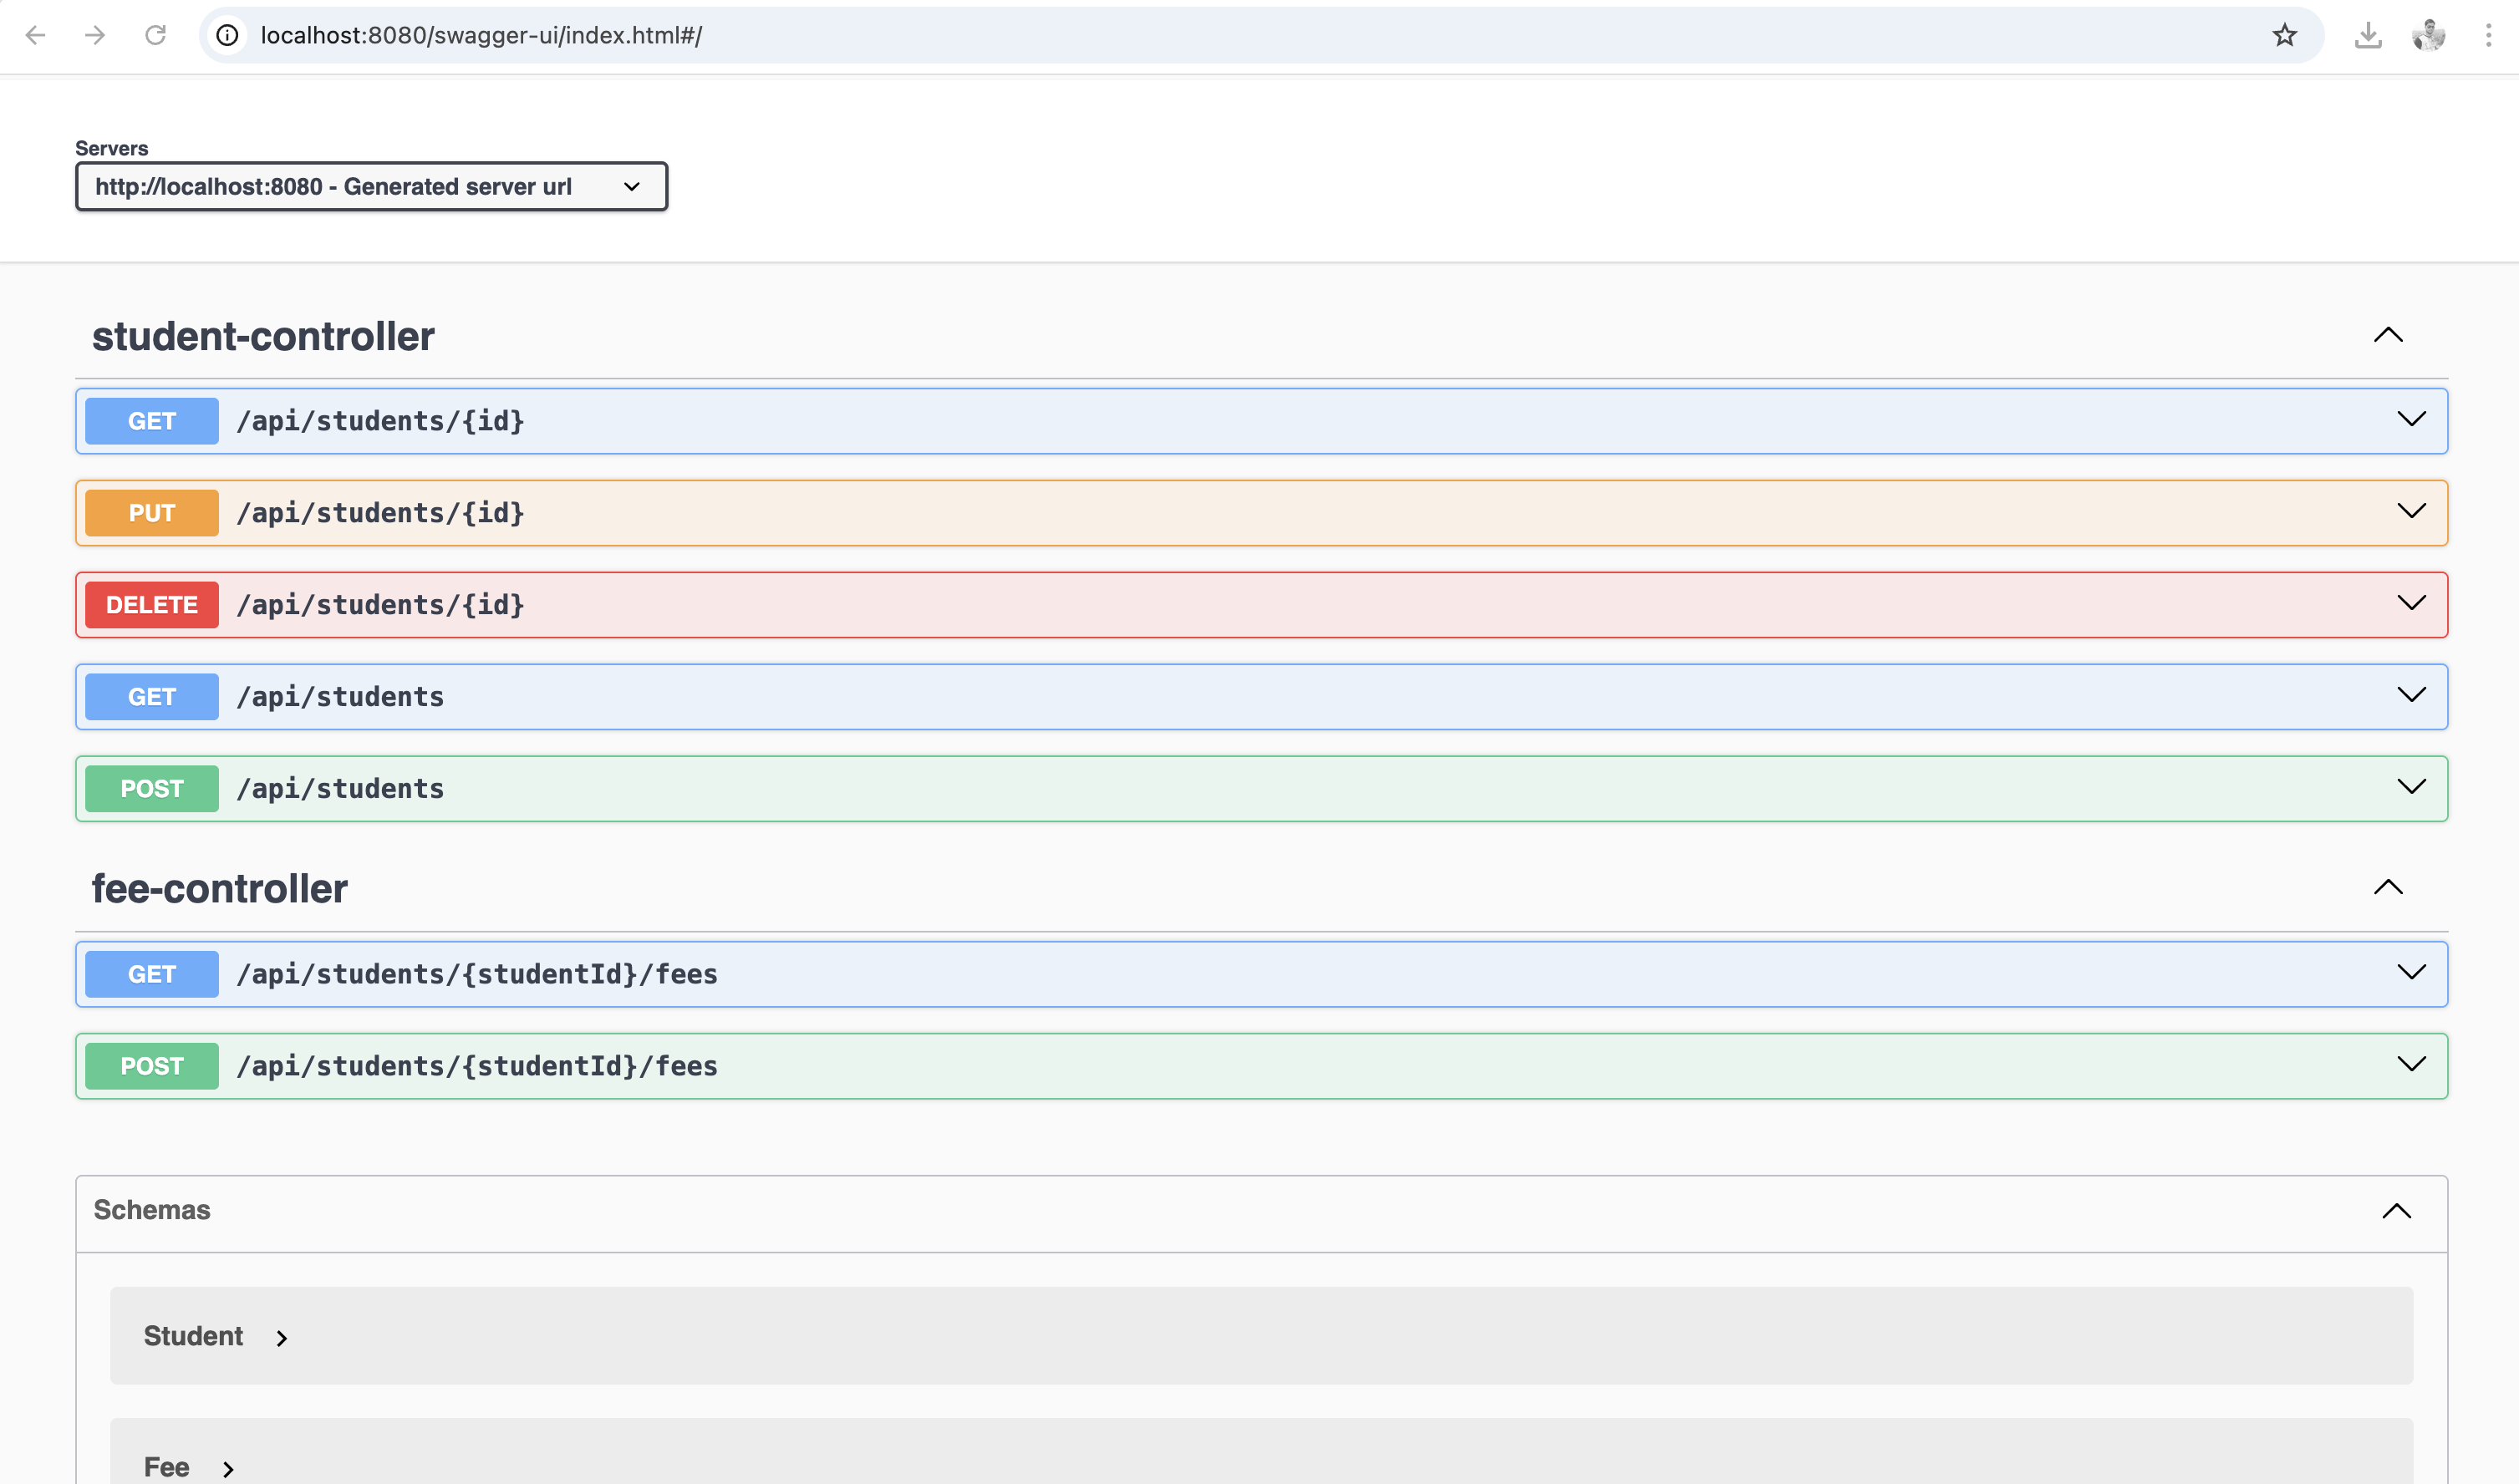 localhost:8080/swagger-ui/index.html#/
Servers
http://localhost:8080 - Generated server url
student-controller
GET /api/students/{id}
PUT /api/students/{id}
DELETE /api/students/{id}
GET /api/students
POST /api/students
fee-controller
GET /api/students/{studentId}/fees
POST /api/students/{studentId}/fees
Schemas
Student
Fee